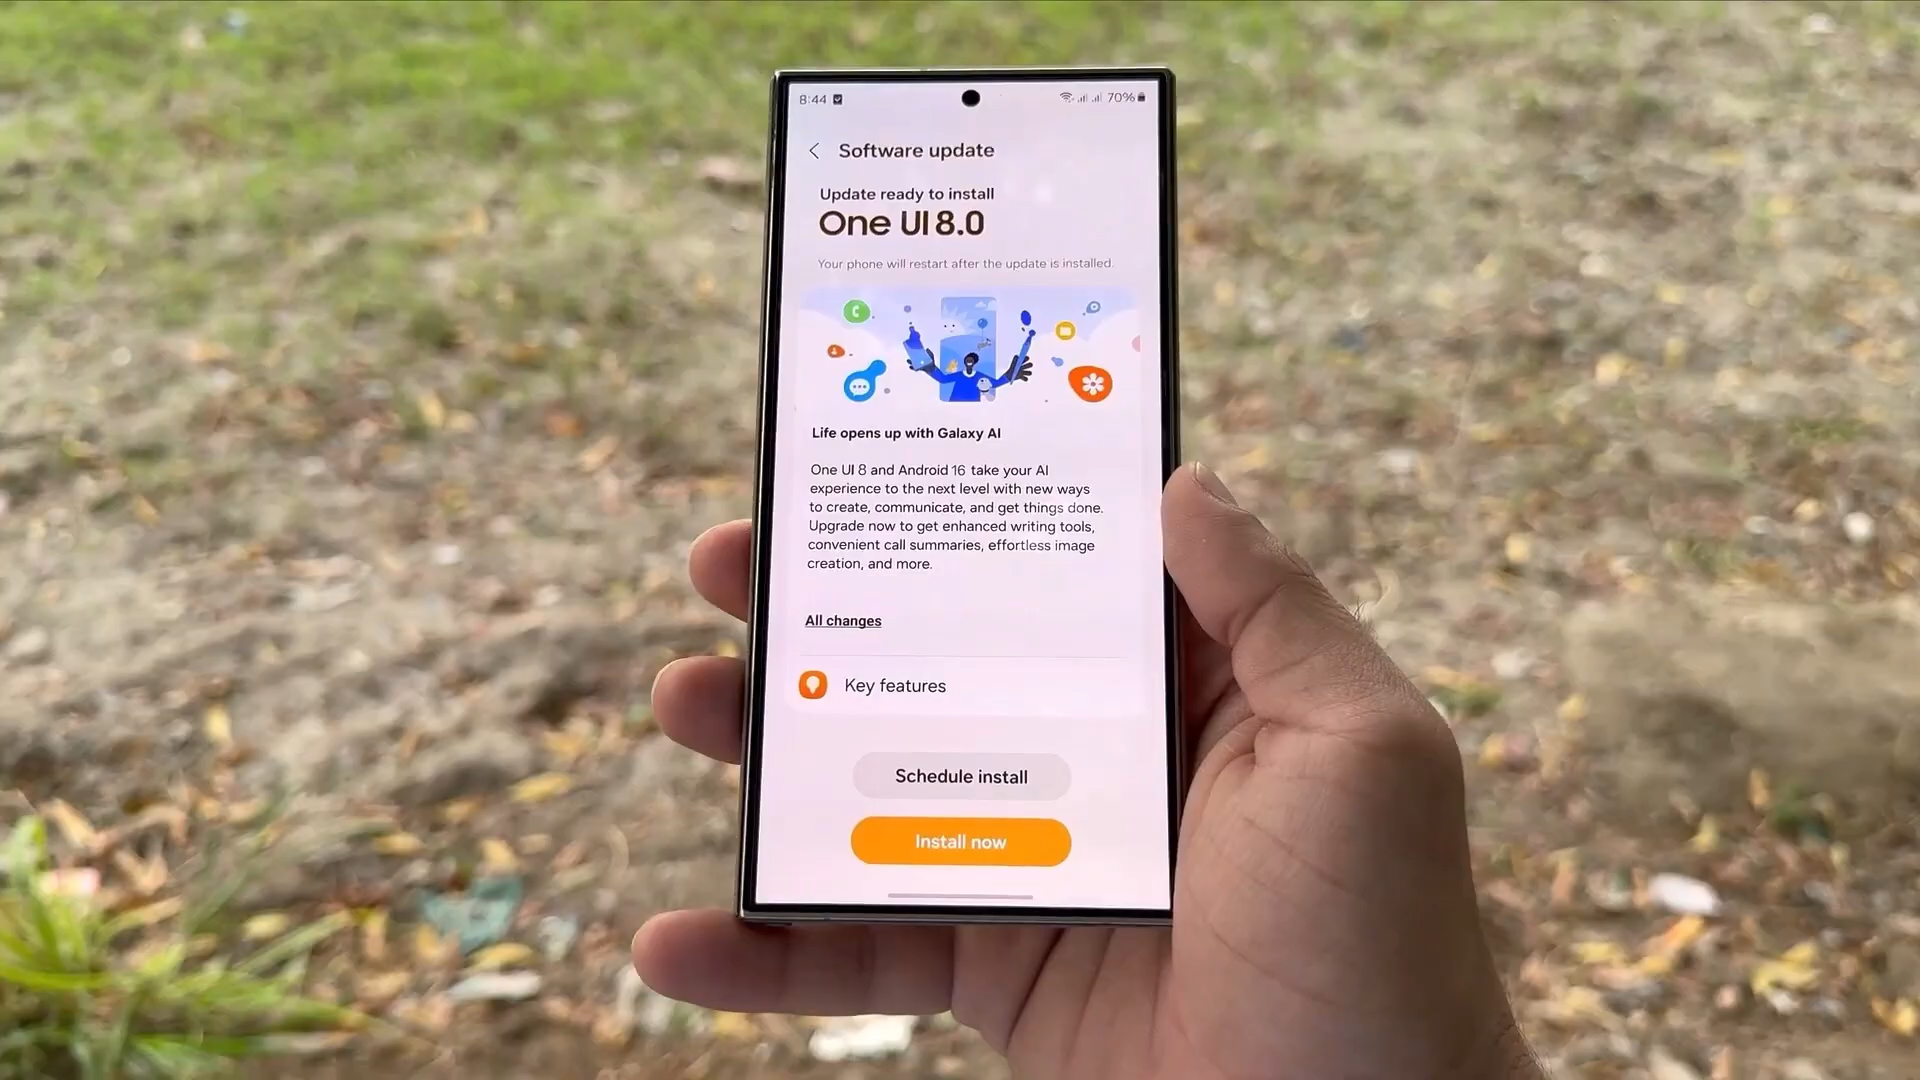 8:44
70%
Software update
Update ready to install
One UI 8.0
Your phone will restart after the update is installed.
Life opens up with Galaxy AI
One UI 8 and Android 16 take your AI
experience to the next level with new ways
to create, communicate, and get things done.
Upgrade now to get enhanced writing tools,
convenient call summaries, effortless image
creation, and more.
All changes
Key features
Schedule install
Install now